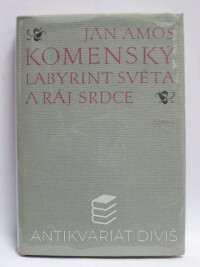 JAN AMOS
KOMENSKÝ
LABYRINT SVĚTA
A RÁJ SRDCE
ANTIKVARIÁT DIVIŠ